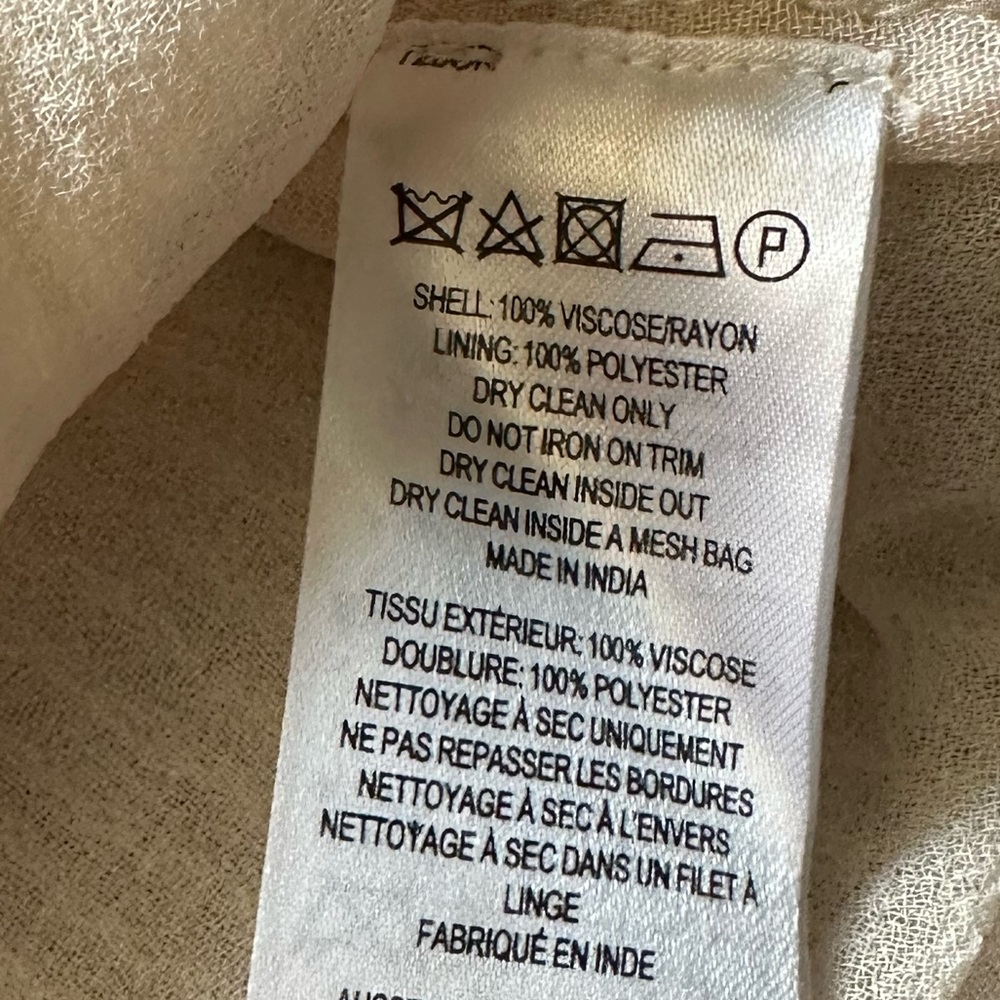 P
SHELL: 100% VISCOSE/RAYON
LINING: 100% POLYESTER
DRY CLEAN ONLY
DO NOT IRON ON TRIM
DRY CLEAN INSIDE OUT
DRY CLEAN INSIDE A MESH BAG
MADE IN INDIA
TISSU EXTÉRIEUR: 100% VISCOSE
DOUBLURE: 100% POLYESTER
NETTOYAGE À SEC UNIQUEMENT
NE PAS REPASSER LES BORDURES
NETTOYAGE À SEC À L'ENVERS
NETTOYAGE À SEC DANS UN FILET À
LINGE
FABRIQUÉ EN INDE